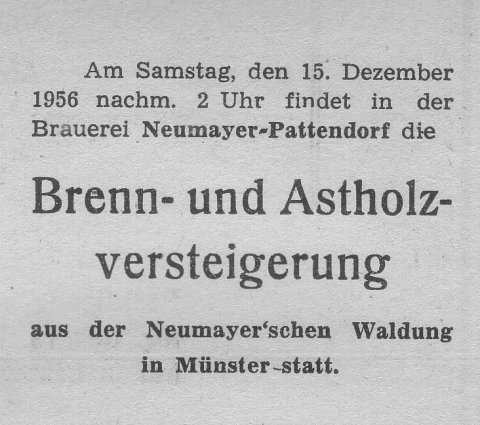 Am Samstag, den 15. Dezember
1956 nachm. 2 Uhr findet in der
Brauerei Neumayer-Pattendorf die
Brenn- und Astholz-
versteigerung
aus der Neumayer'schen Waldung
in Münster-statt.